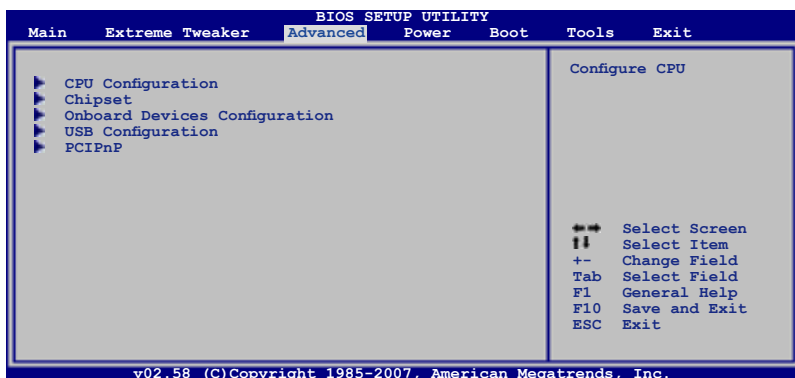 BIOS SETUP UTILITY
Main Extreme Tweaker Advanced Power Boot Tools Exit
CPU Configuration
Chipset
Onboard Devices Configuration
USB Configuration
PCIPnP
Configure CPU
Select Screen
Select Item
+- Change Field
Tab Select Field
F1 General Help
F10 Save and Exit
ESC Exit
v02.58 (C)Copyright 1985-2007, American Megatrends, Inc.